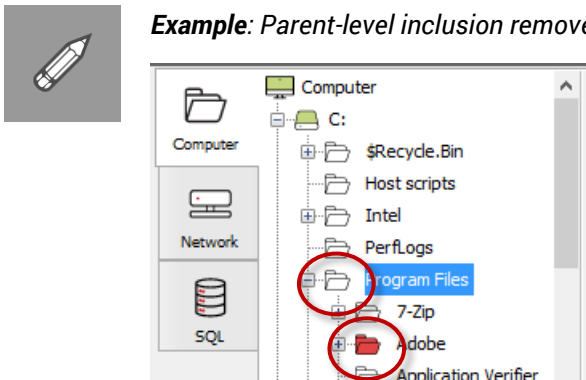 Example: Parent-level inclusion remove
Computer
C:
Computer
$Recycle.Bin
Host scripts
Intel
Network
PerfLogs
Program Files
7-Zip
SQL
Adobe
Application Verifier